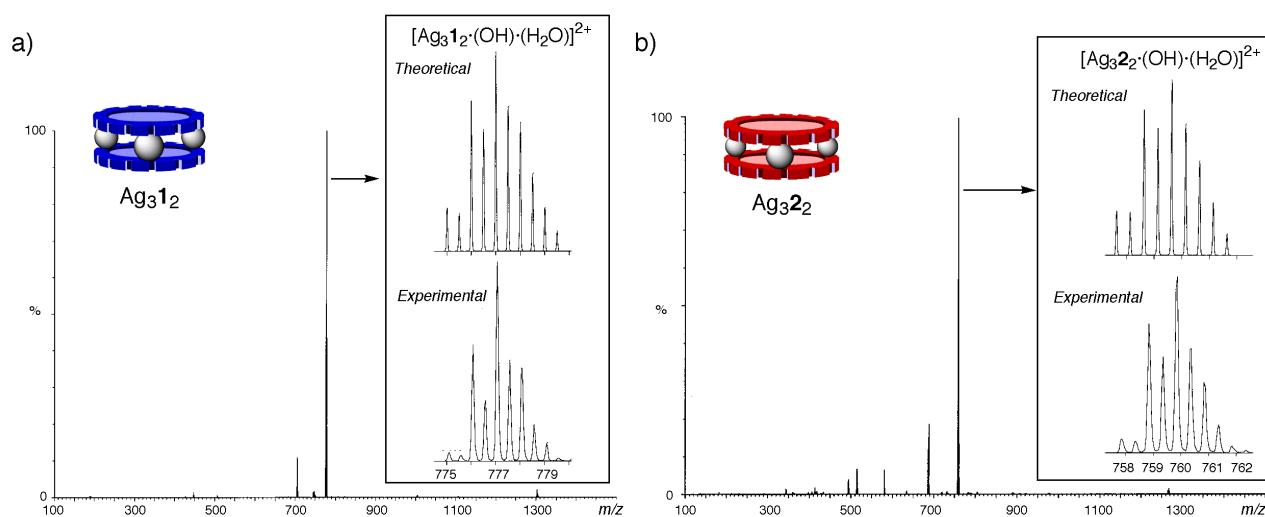 a)
[Ag₃1₂·(OH)·(H₂O)]²⁺
Theoretical
Ag₃1₂
Experimental
100
%
0
775 777 779
100 300 500 700 900 1100 1300 m/z
b)
[Ag₃2₂·(OH)·(H₂O)]²⁺
Theoretical
Ag₃2₂
Experimental
100
%
0
758 759 760 761 762
100 300 500 700 900 1100 1300 m/z